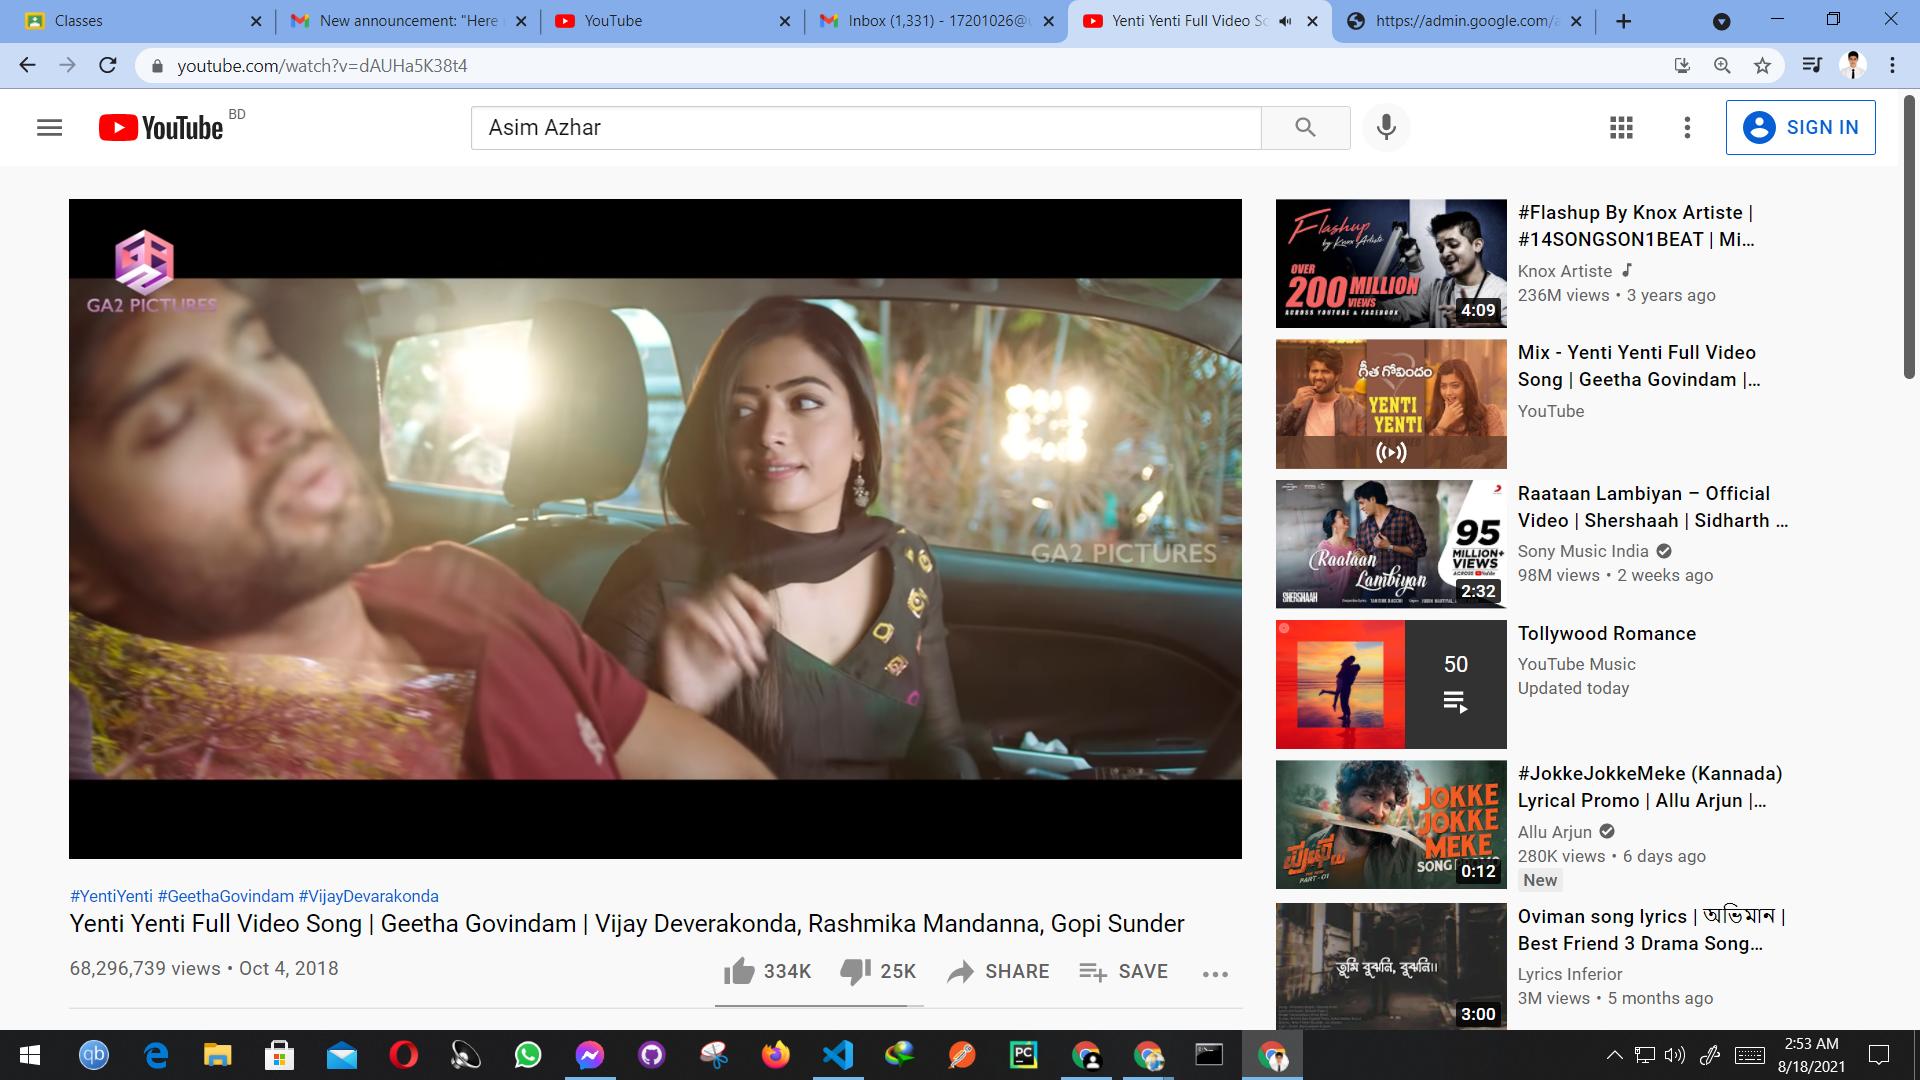 Classes
New announcement: "Here
YouTube
Inbox (1,331) - 17201026@
Yenti Yenti Full Video So
https://admin.google.com/a
youtube.com/watch?v=dAUHa5K38t4
YouTube BD
Asim Azhar
SIGN IN
GA2 PICTURES
GA2 PICTURES
#YentiYenti #GeethaGovindam #VijayDevarakonda
Yenti Yenti Full Video Song | Geetha Govindam | Vijay Deverakonda, Rashmika Mandanna, Gopi Sunder
68,296,739 views • Oct 4, 2018
334K
25K
SHARE
SAVE
Flashup
by Knox Artiste
OVER
200 MILLION
VIEWS
ACROSS YOUTUBE & FACEBOOK
4:09
#Flashup By Knox Artiste |
#14SONGSON1BEAT | Mi...
Knox Artiste
236M views • 3 years ago
గీత గోవిందం
YENTI
YENTI
Mix - Yenti Yenti Full Video
Song | Geetha Govindam |...
YouTube
Raataan
Lambiyan
95
MILLION+
VIEWS
SHERSHAAH
2:32
Raataan Lambiyan – Official
Video | Shershaah | Sidharth ...
Sony Music India
98M views • 2 weeks ago
50
Tollywood Romance
YouTube Music
Updated today
JOKKE
JOKKE
MEKE
SONG
ಪುಷ್ಪ
PART-01
0:12
#JokkeJokkeMeke (Kannada)
Lyrical Promo | Allu Arjun |...
Allu Arjun
280K views • 6 days ago
New
তুমি বুঝনি, বুঝনি।।
3:00
Oviman song lyrics | অভিমান |
Best Friend 3 Drama Song...
Lyrics Inferior
3M views • 5 months ago
qb
PC
2:53 AM
8/18/2021